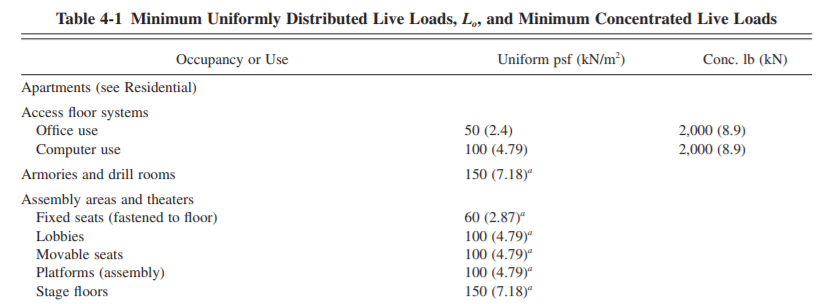 Table 4-1 Minimum Uniformly Distributed Live Loads, Lₒ, and Minimum Concentrated Live Loads
Occupancy or Use Uniform psf (kN/m²) Conc. lb (kN)
Apartments (see Residential)
Access floor systems
Office use 50 (2.4) 2,000 (8.9)
Computer use 100 (4.79) 2,000 (8.9)
Armories and drill rooms 150 (7.18)ᵃ
Assembly areas and theaters
Fixed seats (fastened to floor) 60 (2.87)ᵃ
Lobbies 100 (4.79)ᵃ
Movable seats 100 (4.79)ᵃ
Platforms (assembly) 100 (4.79)ᵃ
Stage floors 150 (7.18)ᵃ